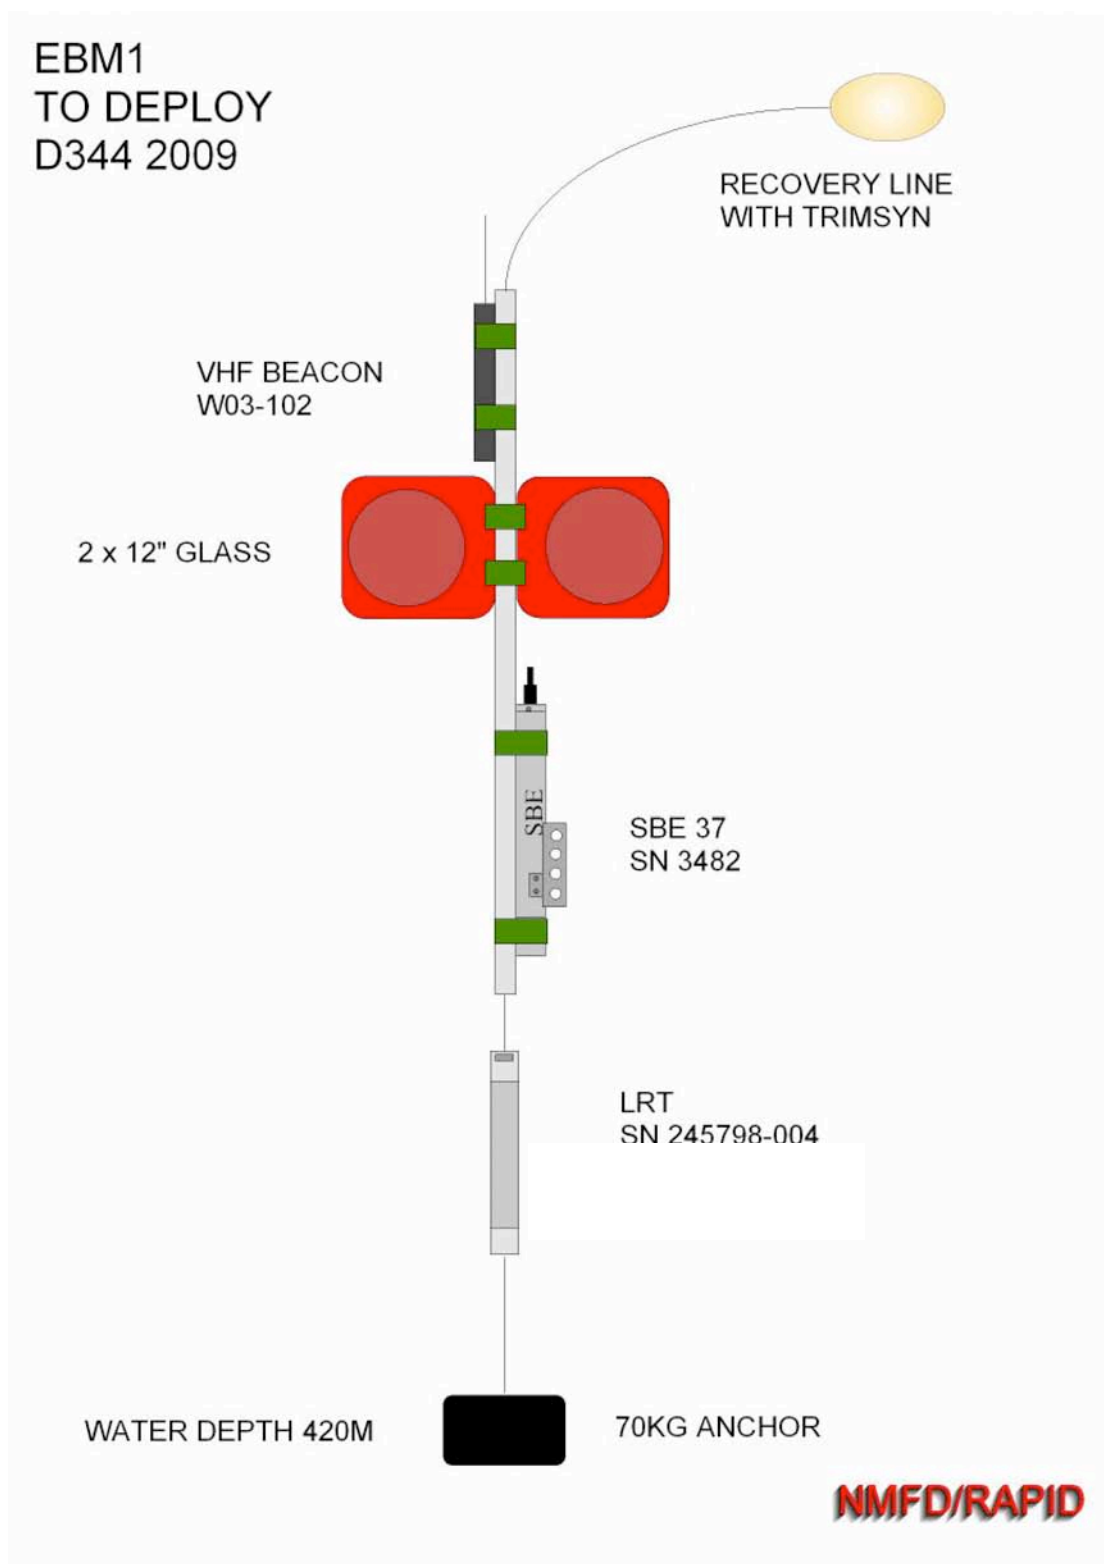 EBM1
TO DEPLOY
D344 2009
RECOVERY LINE
WITH TRIMSYN
VHF BEACON
W03-102
2 x 12" GLASS
SBE
SBE 37
SN 3482
LRT
SN 245798-004
WATER DEPTH 420M
70KG ANCHOR
NMFD/RAPID